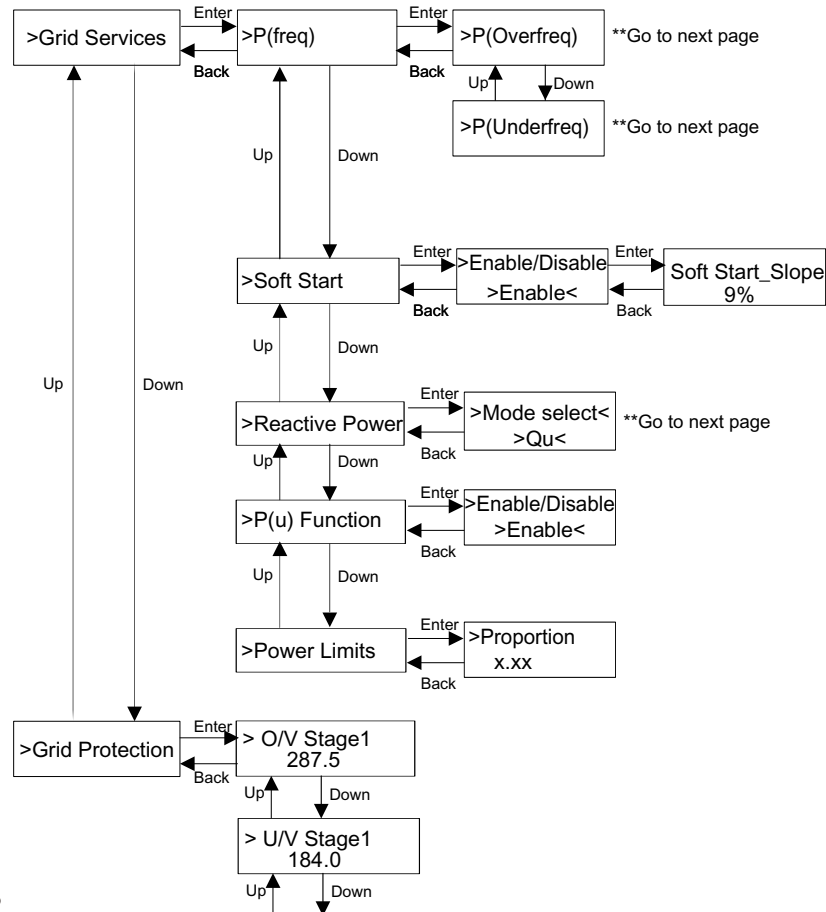 Enter
Enter
>Grid Services
>P(freq)
>P(Overfreq)
**Go to next page
Back
Back
Up
Down
>P(Underfreq)
**Go to next page
Up
Down
Enter
Enter
>Soft Start
>Enable/Disable
>Enable<
Soft Start_Slope
9%
Back
Back
Up
Down
Up
Down
Enter
>Reactive Power
>Mode select<
>Qu<
**Go to next page
Back
Up
Down
Enter
>P(u) Function
>Enable/Disable
>Enable<
Back
Up
Down
Enter
>Power Limits
>Proportion
x.xx
Back
Enter
>Grid Protection
> O/V Stage1
287.5
Back
Up
Down
> U/V Stage1
184.0
Up
Down